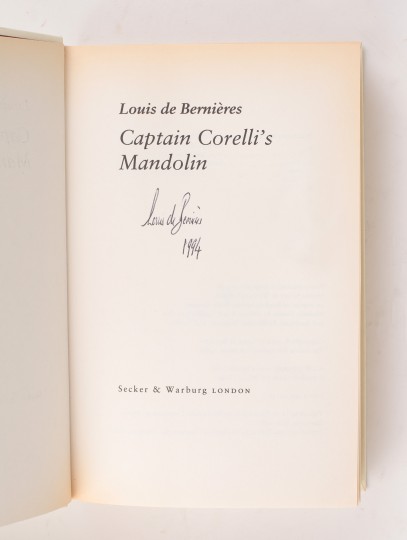 Louis de Bernières
Captain Corelli's
Mandolin
Louis de Bernières
1994
Secker & Warburg LONDON